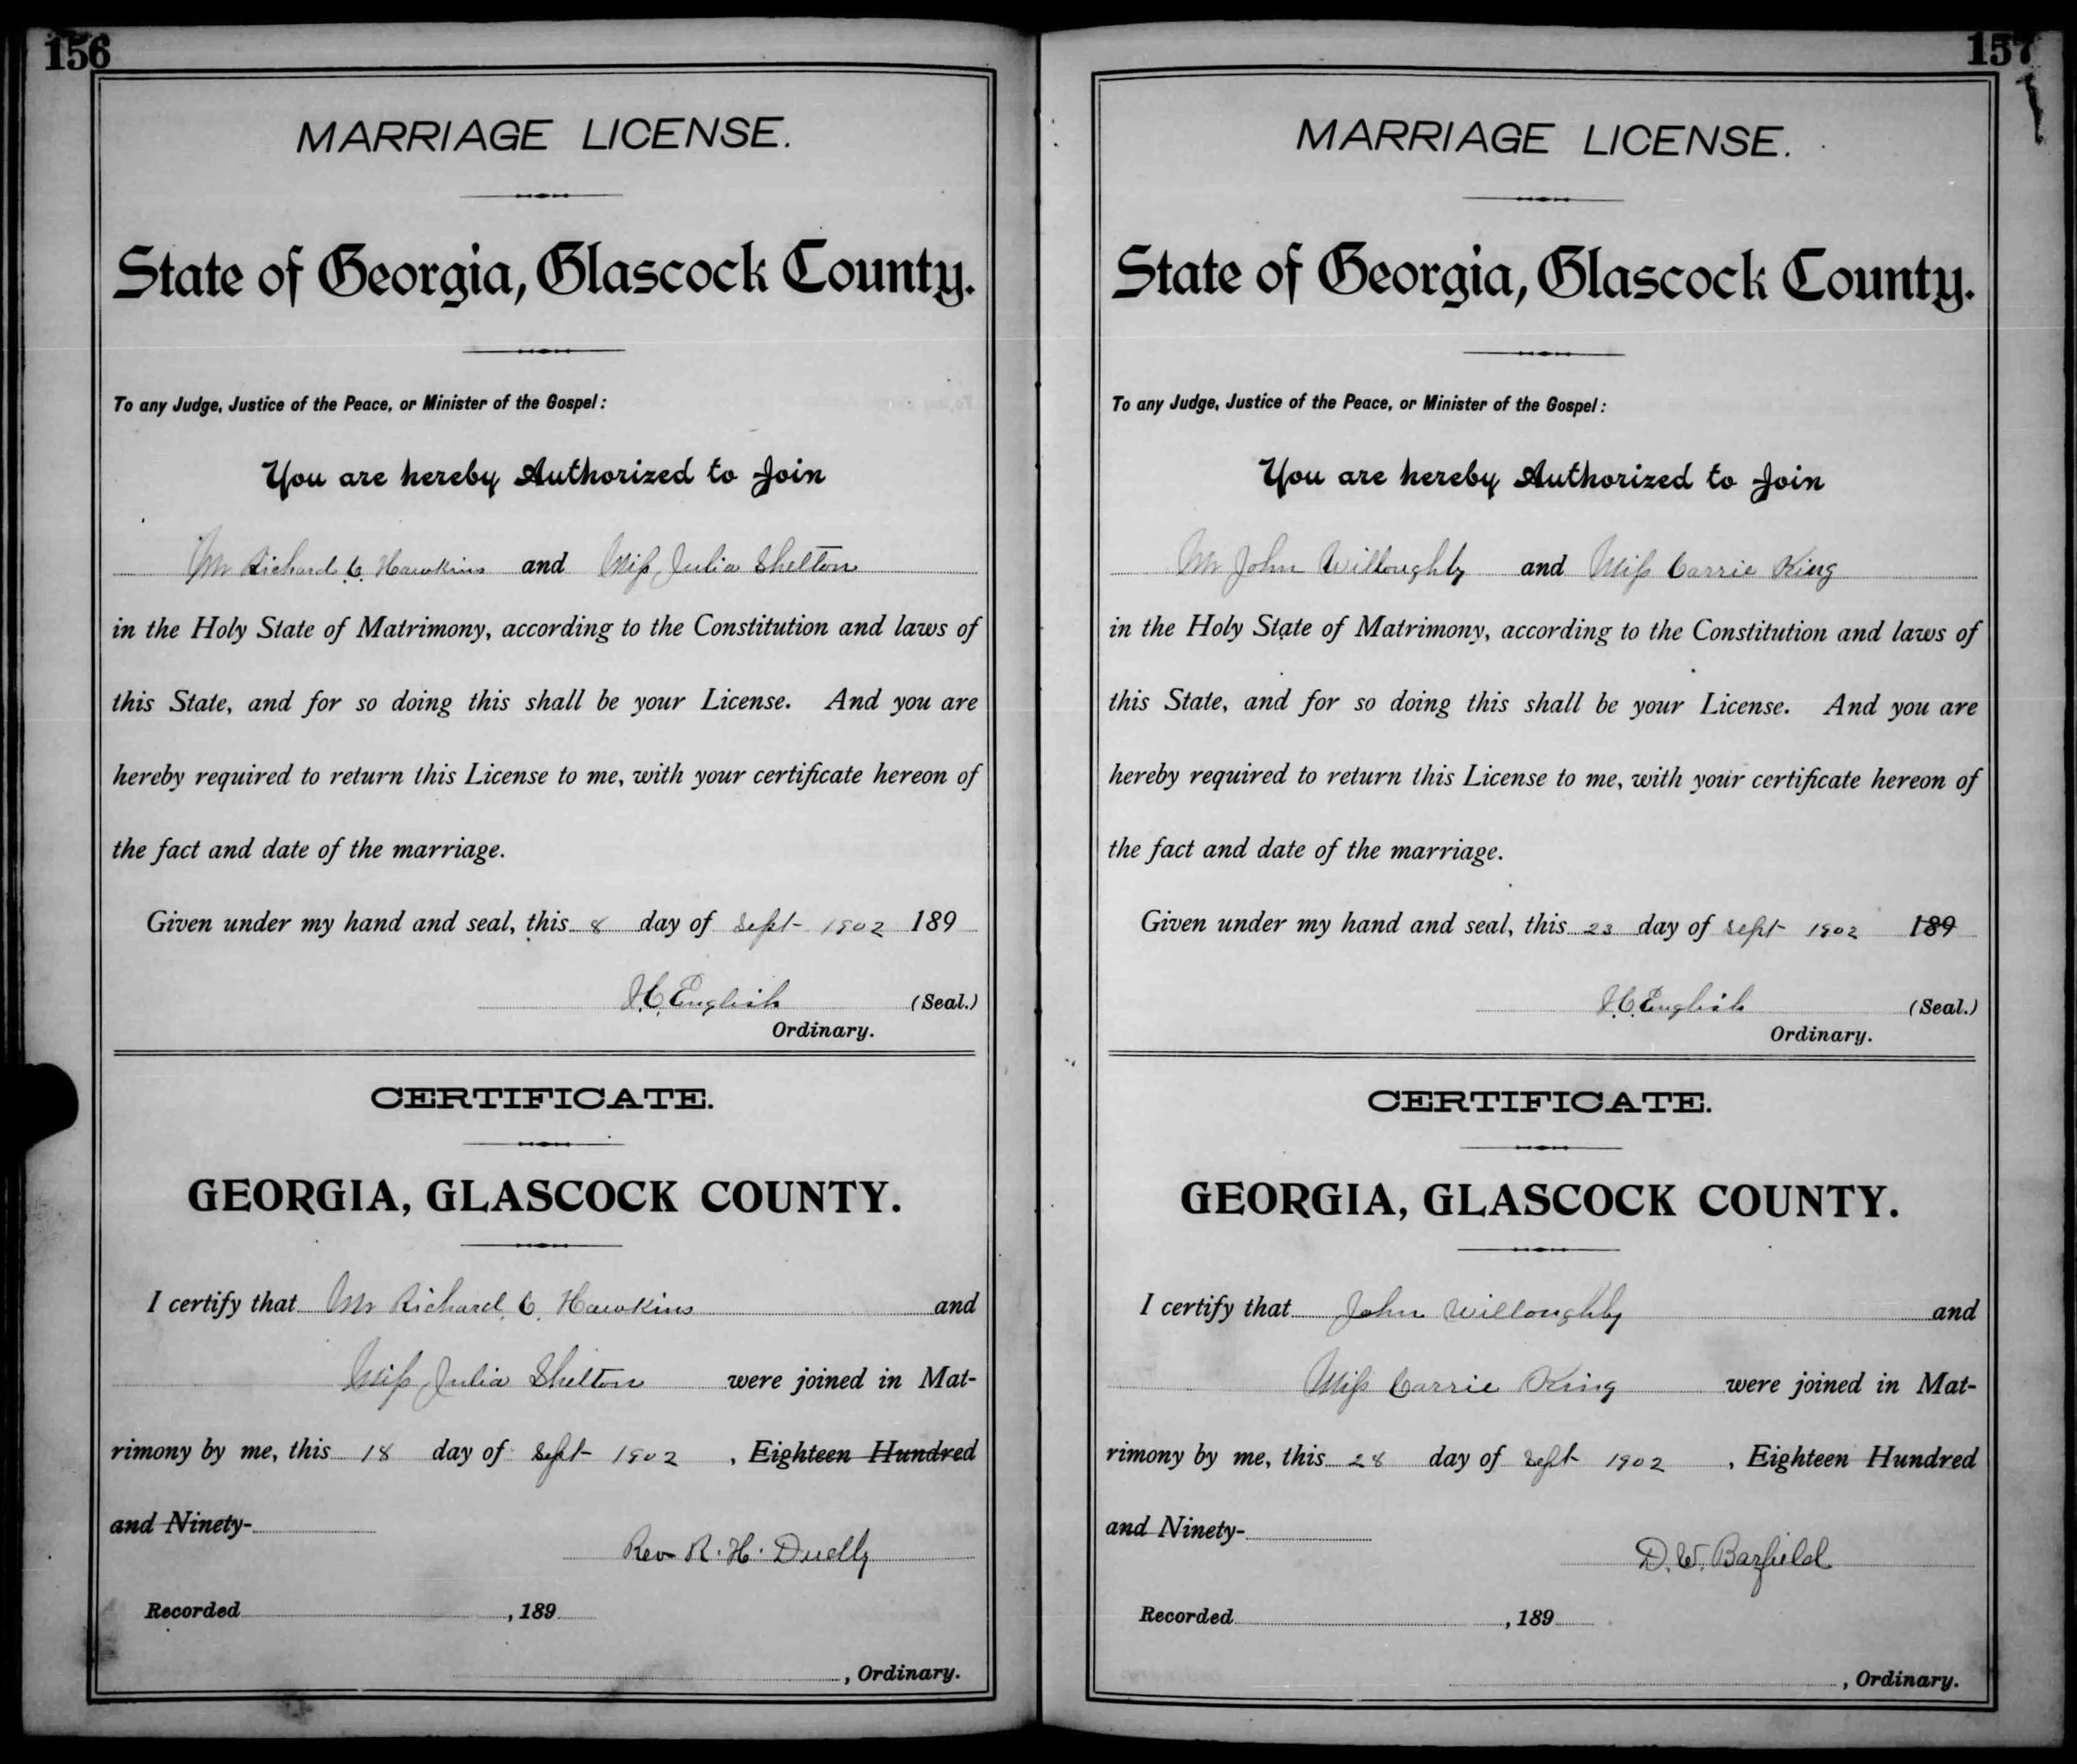 156
MARRIAGE LICENSE.
State of Georgia, Glascock County.
To any Judge, Justice of the Peace, or Minister of the Gospel:
You are hereby Authorized to Join
Mr Richard C. Hawkins and Miss Julia Shelton
in the Holy State of Matrimony, according to the Constitution and laws of
this State, and for so doing this shall be your License. And you are
hereby required to return this License to me, with your certificate hereon of
the fact and date of the marriage.
Given under my hand and seal, this 8 day of Sept 1902 189
J.C. English (Seal.)
Ordinary.
CERTIFICATE.
GEORGIA, GLASCOCK COUNTY.
I certify that Mr Richard C. Hawkins and
Miss Julia Shelton were joined in Mat-
rimony by me, this 18 day of Sept 1902, Eighteen Hundred
and Ninety-
Rev R. H. Duelly
Recorded , 189
, Ordinary.
157
MARRIAGE LICENSE.
State of Georgia, Glascock County.
To any Judge, Justice of the Peace, or Minister of the Gospel:
You are hereby Authorized to Join
Mr John Willoughby and Miss Carrie King
in the Holy State of Matrimony, according to the Constitution and laws of
this State, and for so doing this shall be your License. And you are
hereby required to return this License to me, with your certificate hereon of
the fact and date of the marriage.
Given under my hand and seal, this 23 day of Sept 1902 189
J.C. English (Seal.)
Ordinary.
CERTIFICATE.
GEORGIA, GLASCOCK COUNTY.
I certify that John Willoughby and
Miss Carrie King were joined in Mat-
rimony by me, this 28 day of Sept 1902, Eighteen Hundred
and Ninety-
D. W. Barfield
Recorded , 189
, Ordinary.